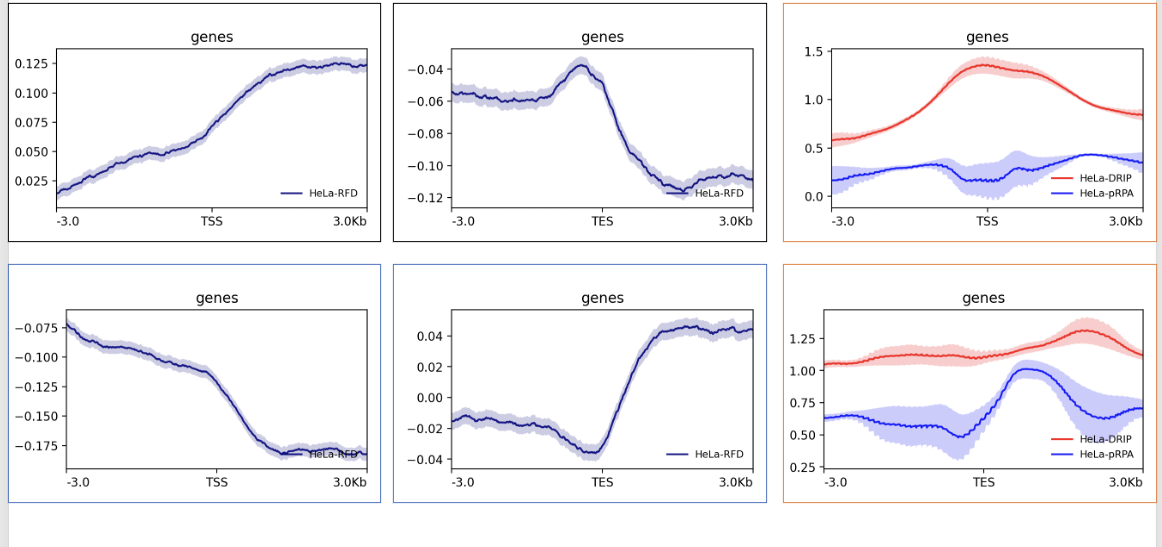 genes
0.125
0.100
0.075
0.050
0.025
HeLa-RFD
-3.0 TSS 3.0Kb
genes
−0.04
−0.06
−0.08
−0.10
−0.12
HeLa-RFD
-3.0 TES 3.0Kb
genes
1.5
1.0
0.5
0.0
HeLa-DRIP
HeLa-pRPA
-3.0 TSS 3.0Kb
genes
−0.075
−0.100
−0.125
−0.150
−0.175
HeLa-RFD
-3.0 TSS 3.0Kb
genes
0.04
0.02
0.00
−0.02
−0.04
HeLa-RFD
-3.0 TES 3.0Kb
genes
1.25
1.00
0.75
0.50
0.25
HeLa-DRIP
HeLa-pRPA
-3.0 TES 3.0Kb